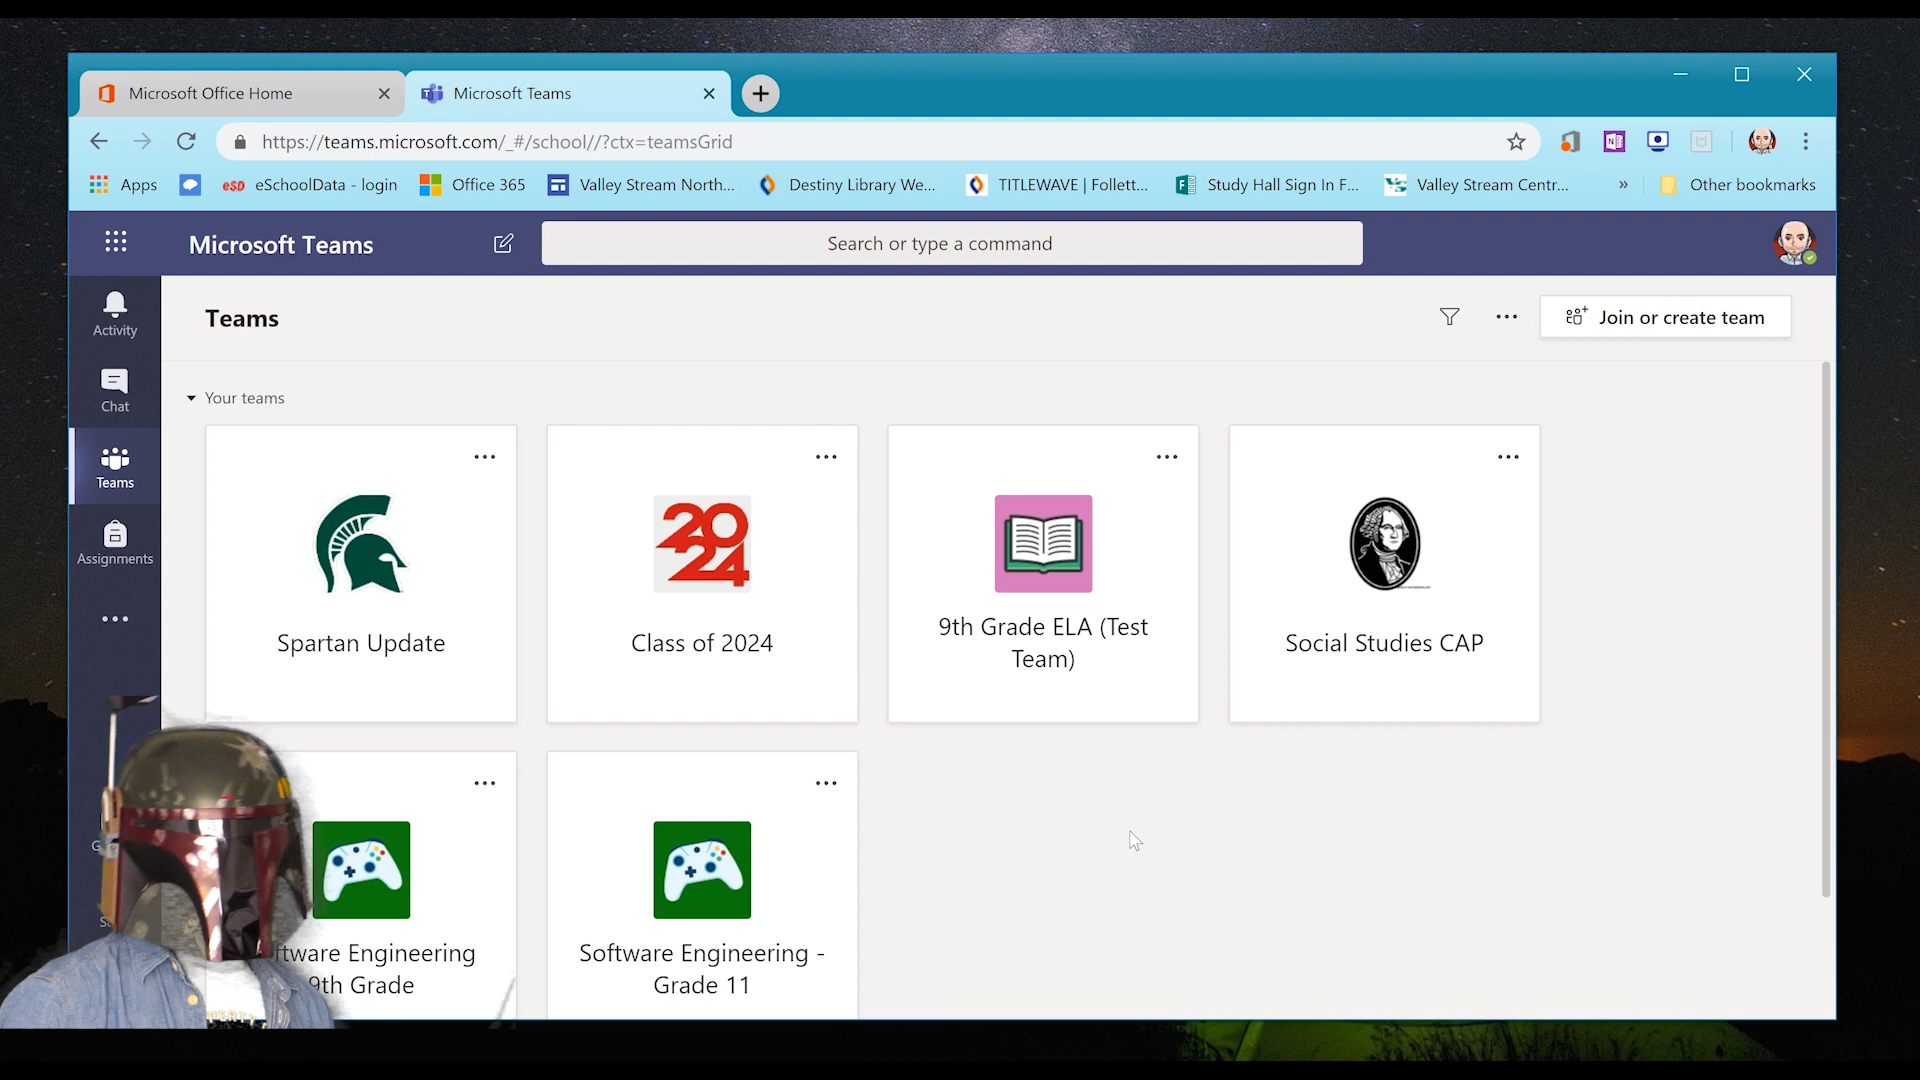 Microsoft Office Home
Microsoft Teams
https://teams.microsoft.com/_#/school//?ctx=teamsGrid
Apps
eSD eSchoolData - login
Office 365
Valley Stream North...
Destiny Library We...
TITLEWAVE | Follett...
Study Hall Sign In F...
Valley Stream Centr...
»
Other bookmarks
Microsoft Teams
Search or type a command
Activity
Chat
Teams
Assignments
Teams
Join or create team
Your teams
Spartan Update
2024
Class of 2024
9th Grade ELA (Test
Team)
Social Studies CAP
ftware Engineering
9th Grade
Software Engineering -
Grade 11